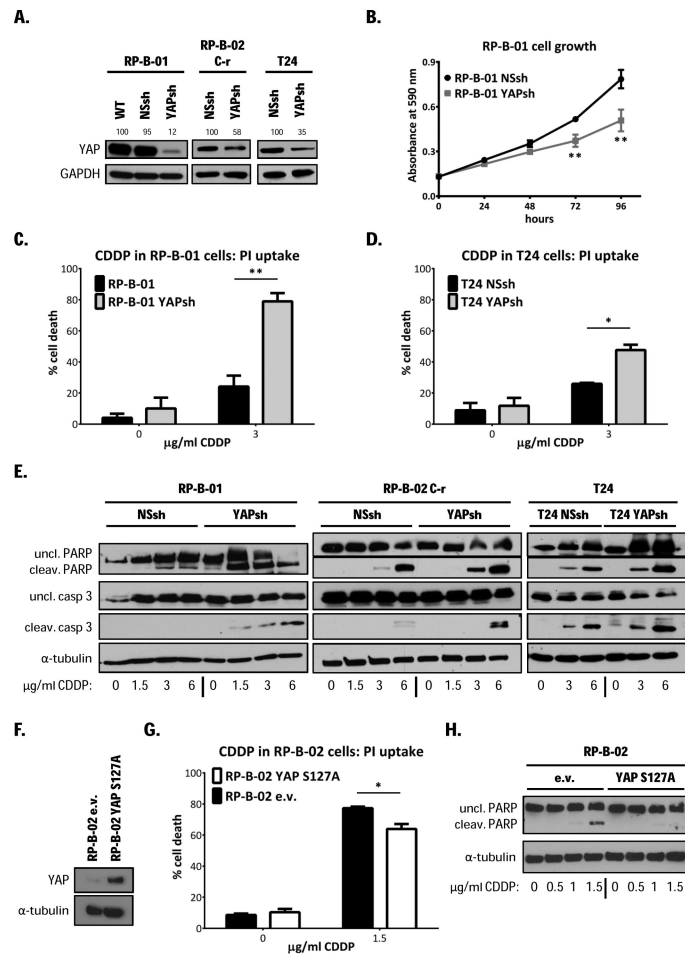 A.
RP-B-01
RP-B-02
C-r
T24
WT
NSsh
YAPsh
NSsh
YAPsh
NSsh
YAPsh
100 95 12 100 58 100 35
YAP
GAPDH
B.
RP-B-01 cell growth
RP-B-01 NSsh
RP-B-01 YAPsh
Absorbance at 590 nm
0.9
0.6
0.3
0.0
**
**
0 24 48 72 96
hours
C.
CDDP in RP-B-01 cells: PI uptake
RP-B-01
RP-B-01 YAPsh
**
% cell death
100
80
60
40
20
0
0 3
μg/ml CDDP
D.
CDDP in T24 cells: PI uptake
T24 NSsh
T24 YAPsh
*
% cell death
100
80
60
40
20
0
0 3
μg/ml CDDP
E.
RP-B-01 RP-B-02 C-r T24
NSsh YAPsh NSsh YAPsh T24 NSsh T24 YAPsh
uncl. PARP
cleav. PARP
uncl. casp 3
cleav. casp 3
α-tubulin
μg/ml CDDP: 0 1.5 3 6 0 1.5 3 6 0 1.5 3 6 0 1.5 3 6 0 3 6 0 3 6
F.
RP-B-02 e.v.
RP-B-02 YAP S127A
YAP
α-tubulin
G.
CDDP in RP-B-02 cells: PI uptake
RP-B-02 YAP S127A
RP-B-02 e.v.
*
% cell death
100
80
60
40
20
0
0 1.5
μg/ml CDDP
H.
RP-B-02
e.v. YAP S127A
uncl. PARP
cleav. PARP
α-tubulin
μg/ml CDDP: 0 0.5 1 1.5 0 0.5 1 1.5